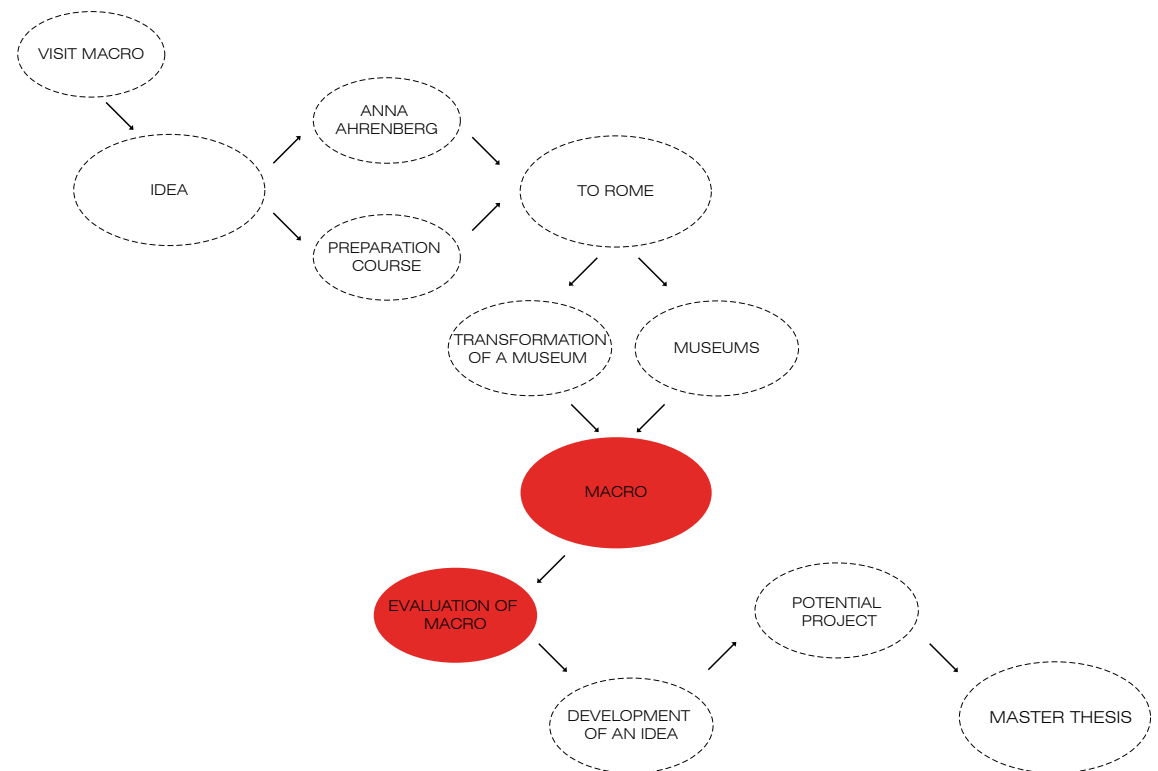 VISIT MACRO
IDEA
ANNA
AHRENBERG
PREPARATION
COURSE
TO ROME
TRANSFORMATION
OF A MUSEUM
MUSEUMS
MACRO
EVALUATION OF
MACRO
DEVELOPMENT
OF AN IDEA
POTENTIAL
PROJECT
MASTER THESIS